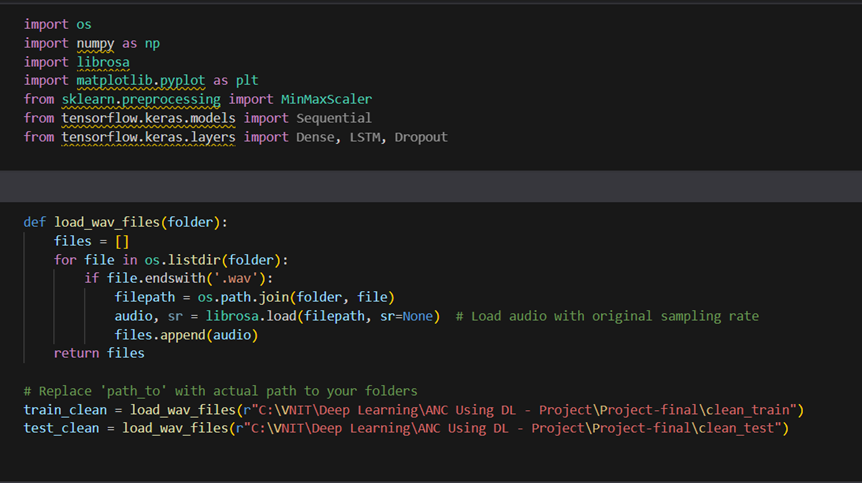 import os
import numpy as np
import librosa
import matplotlib.pyplot as plt
from sklearn.preprocessing import MinMaxScaler
from tensorflow.keras.models import Sequential
from tensorflow.keras.layers import Dense, LSTM, Dropout
def load_wav_files(folder):
    files = []
    for file in os.listdir(folder):
        if file.endswith('.wav'):
            filepath = os.path.join(folder, file)
            audio, sr = librosa.load(filepath, sr=None)  # Load audio with original sampling rate
            files.append(audio)
    return files
# Replace 'path_to' with actual path to your folders
train_clean = load_wav_files(r"C:\VNIT\Deep Learning\ANC Using DL - Project\Project-final\clean_train")
test_clean = load_wav_files(r"C:\VNIT\Deep Learning\ANC Using DL - Project\Project-final\clean_test")